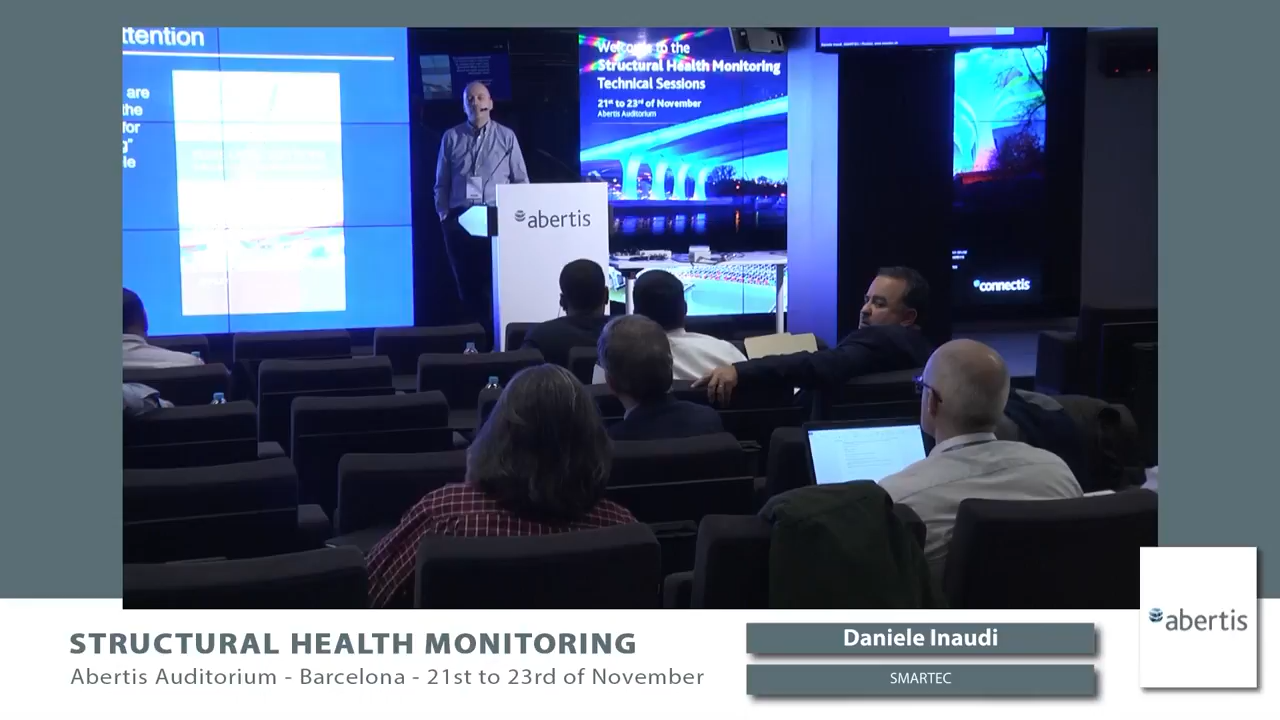 ttention
are
the
for
g"
le
Welcome to the
Structural Health Monitoring
Technical Sessions
21st to 23rd of November
Abertis Auditorium
abertis
connectis
STRUCTURAL HEALTH MONITORING
Abertis Auditorium - Barcelona - 21st to 23rd of November
Daniele Inaudi
SMARTEC
abertis